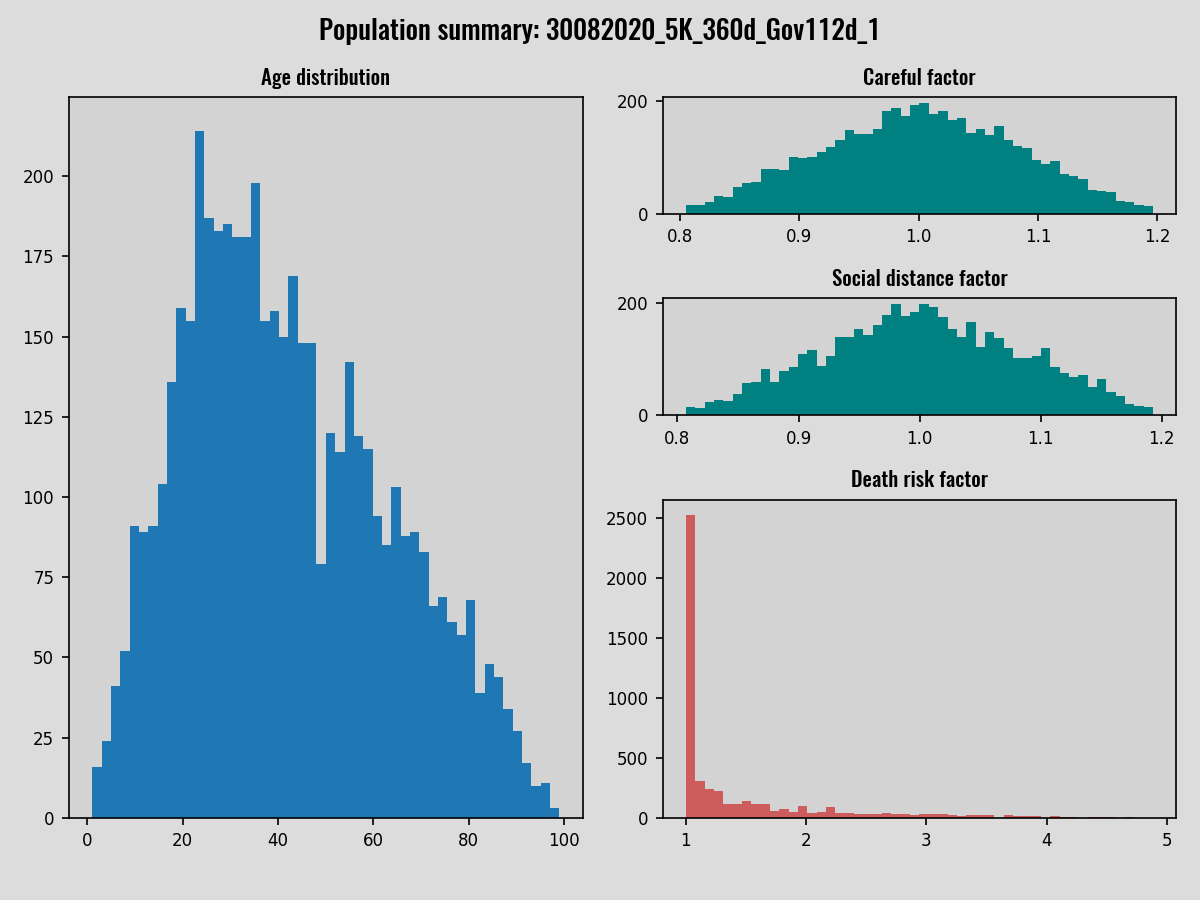 Population summary: 30082020_5K_360d_Gov112d_1
Age distribution
200
175
150
125
100
75
50
25
0
0 20 40 60 80 100
Careful factor
200
0
0.8 0.9 1.0 1.1 1.2
Social distance factor
200
0
0.8 0.9 1.0 1.1 1.2
Death risk factor
2500
2000
1500
1000
500
0
1 2 3 4 5